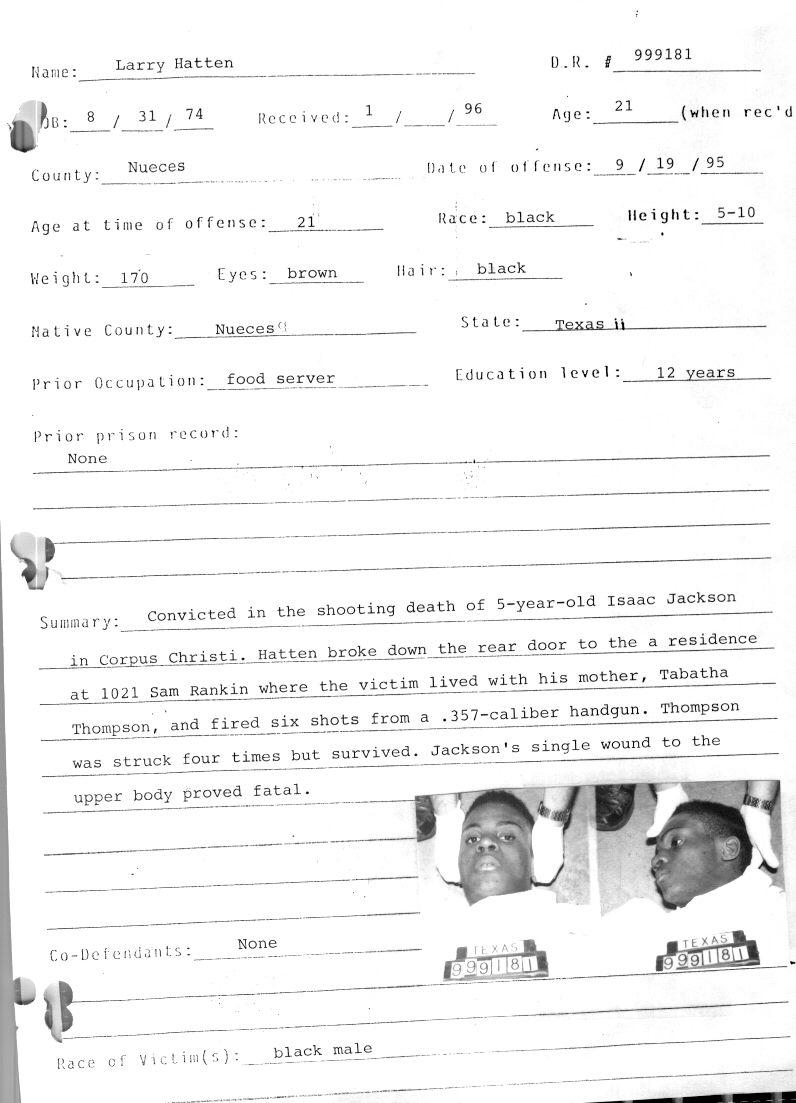 Name: Larry Hatten D.R. # 999181
OB: 8 / 31 / 74 Received: 1 / / 96 Age: 21 (when rec'd
County: Nueces Date of offense: 9 / 19 / 95
Age at time of offense: 21 Race: black Height: 5-10
Weight: 170 Eyes: brown Hair: black
Native County: Nueces State: Texas ii
Prior Occupation: food server Education level: 12 years
Prior prison record:
None
Summary: Convicted in the shooting death of 5-year-old Isaac Jackson
in Corpus Christi. Hatten broke down the rear door to the a residence
at 1021 Sam Rankin where the victim lived with his mother, Tabatha
Thompson, and fired six shots from a .357-caliber handgun. Thompson
was struck four times but survived. Jackson's single wound to the
upper body proved fatal.
TEXAS
999181
TEXAS
999181
Co-Defendants: None
Race of Victim(s): black male